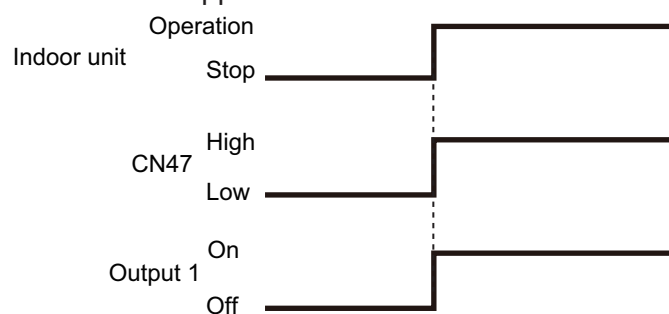 Operation
Indoor unit
Stop
High
CN47
Low
On
Output 1
Off